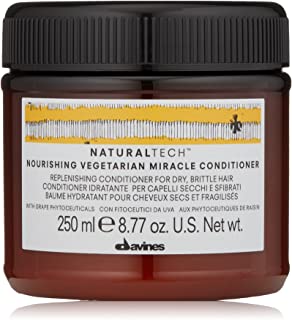 NATURALTECH™
NOURISHING VEGETARIAN MIRACLE CONDITIONER
REPLENISHING CONDITIONER FOR DRY, BRITTLE HAIR
CONDITIONER IDRATANTE PER CAPELLI SECCHI E SFIBRATI
BAUME HYDRATANT POUR CHEVEUX SECS ET FRAGILISÉS
WITH GRAPE PHYTOCEUTICALS CON FITOCEUTICI DA UVA AUX PHYTOCEUTIQUES DE RAISIN
250 ml ℮ 8.77 oz. U.S. Net wt.
davines